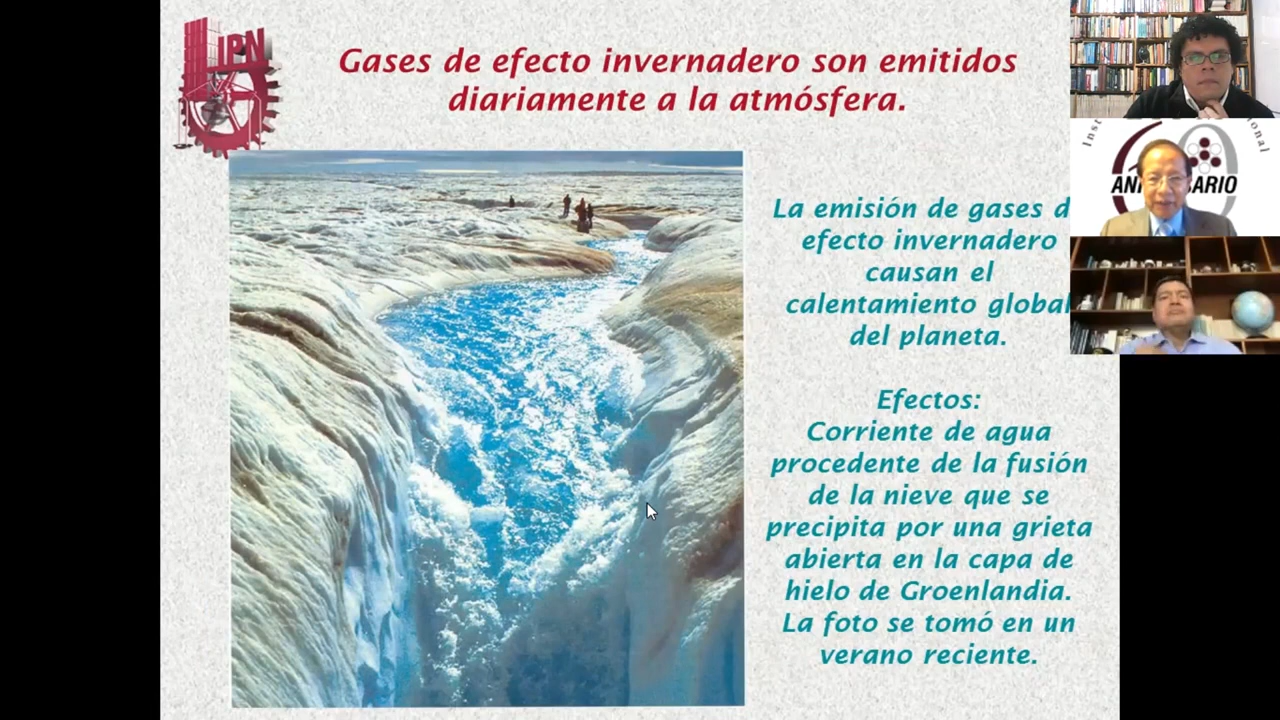 IPN
Gases de efecto invernadero son emitidos
diariamente a la atmósfera.
La emisión de gases d
efecto invernadero
causan el
calentamiento global
del planeta.
Efectos:
Corriente de agua
procedente de la fusión
de la nieve que se
precipita por una grieta
abierta en la capa de
hielo de Groenlandia.
La foto se tomó en un
verano reciente.